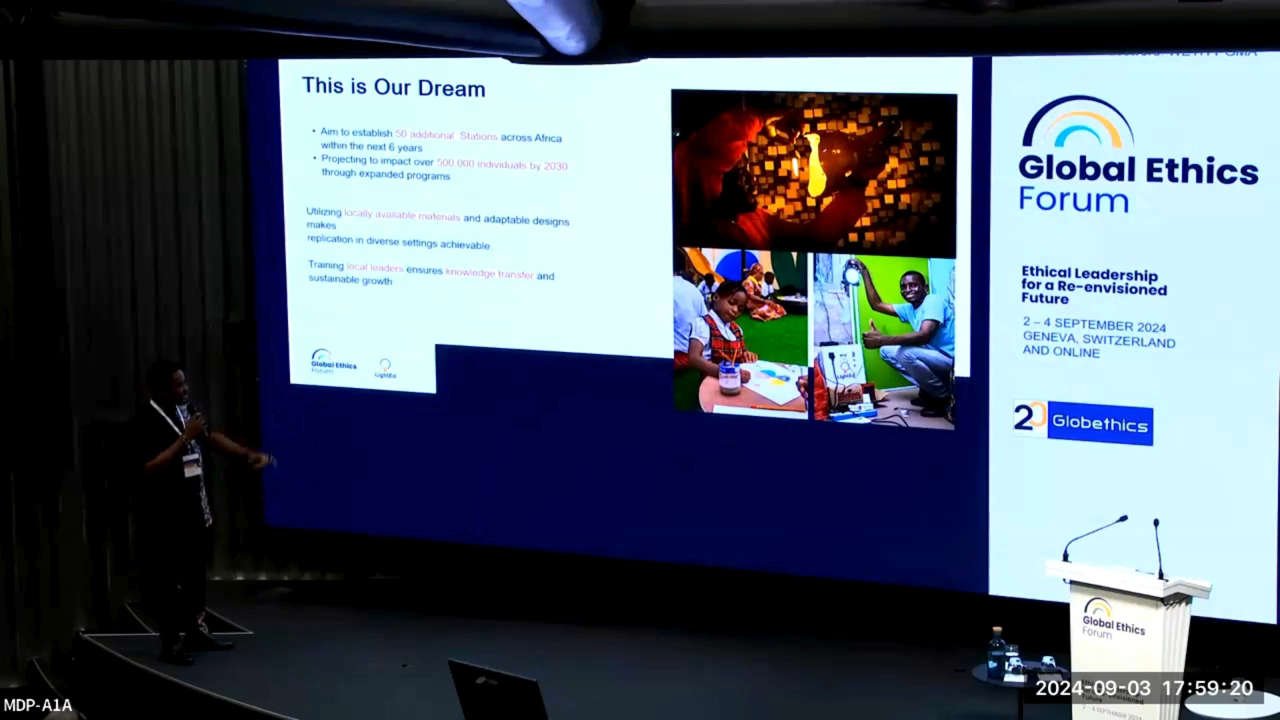 This is Our Dream
• Aim to establish 50 additional Stations across Africa
within the next 6 years
• Projecting to impact over 500.000 individuals by 2030
through expanded programs
Utilizing locally available materials and adaptable designs
makes
replication in diverse settings achievable
Training local leaders ensures knowledge transfer and
sustainable growth
Global Ethics
Forum
LightEd
Global Ethics
Forum
Ethical Leadership
for a Re-envisioned
Future
2 – 4 SEPTEMBER 2024
GENEVA, SWITZERLAND
AND ONLINE
20 Globethics
Global Ethics
Forum
2024-09-03 17:59:20
MDP-A1A